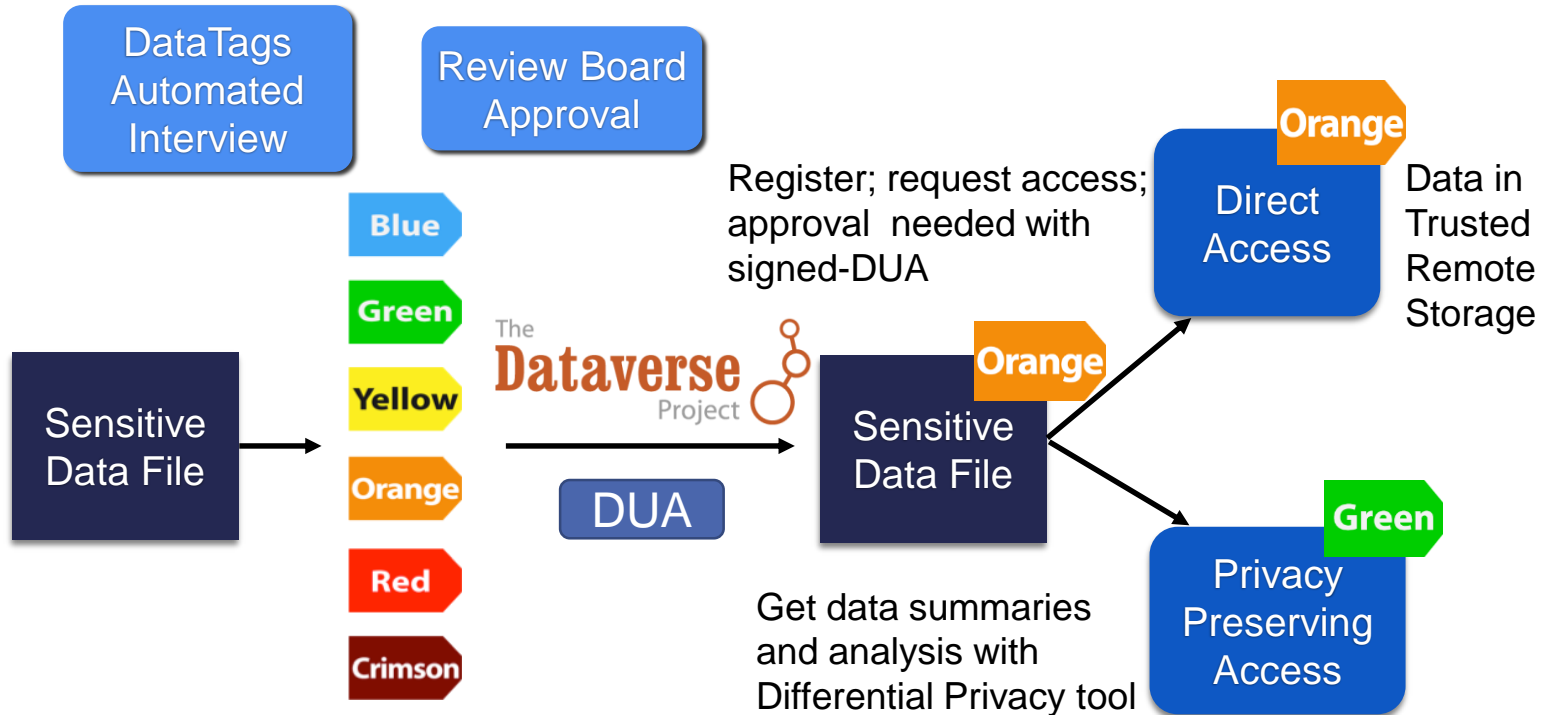 DataTags
Automated
Interview
Review Board
Approval
Sensitive
Data File
Blue
Green
Yellow
Orange
Red
Crimson
The
Dataverse
Project
DUA
Orange
Sensitive
Data File
Register; request access;
approval needed with
signed-DUA
Orange
Direct
Access
Data in
Trusted
Remote
Storage
Get data summaries
and analysis with
Differential Privacy tool
Green
Privacy
Preserving
Access